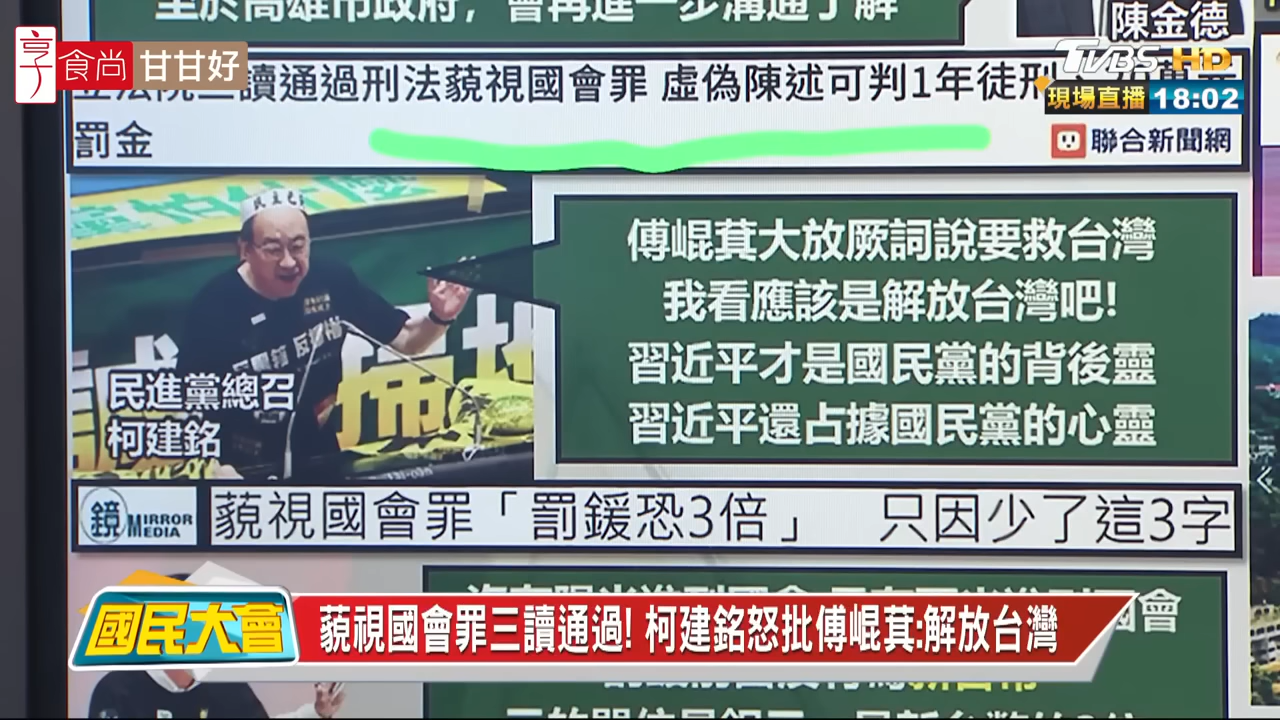 至於高雄市政府，會再進一步溝通了解
陳金德
享食尚 甘甘好
TVBS HD
現場直播 18:02
立法院三讀通過刑法藐視國會罪 虛偽陳述可判1年徒刑
罰金
聯合新聞網
民主已
傅崐萁大放厥詞說要救台灣
我看應該是解放台灣吧!
習近平才是國民黨的背後靈
習近平還占據國民黨的心靈
民進黨總召
柯建銘
鏡 MIRROR MEDIA
藐視國會罪「罰鍰恐3倍」 只因少了這3字
國會
國民大會
藐視國會罪三讀通過! 柯建銘怒批傅崐萁:解放台灣